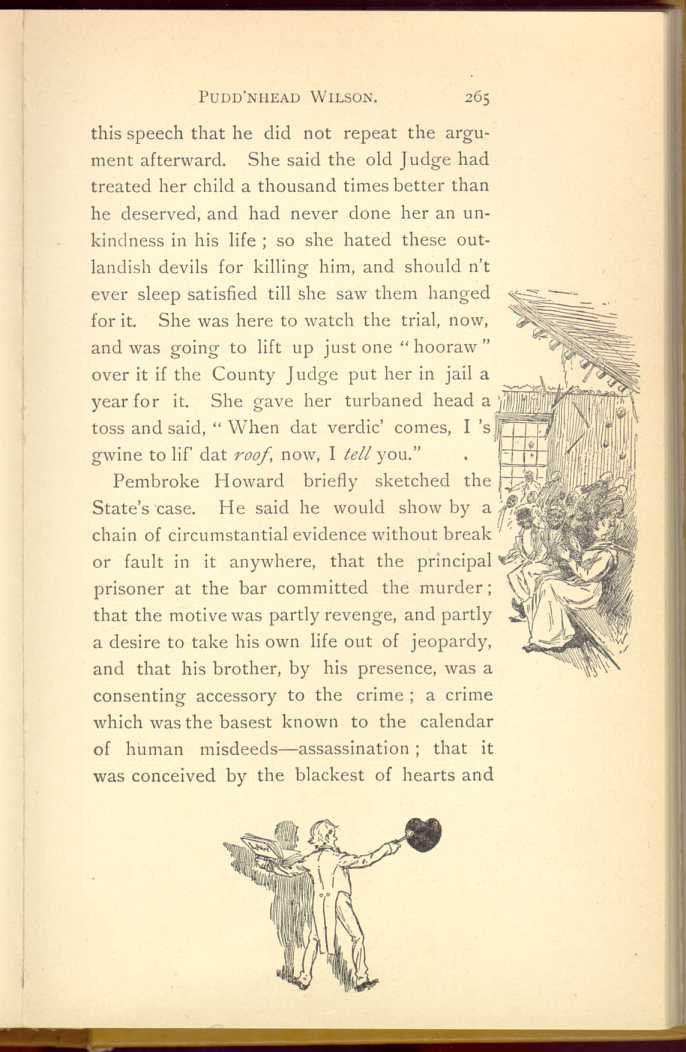 PUDD'NHEAD WILSON. 265
this speech that he did not repeat the argu-
ment afterward. She said the old Judge had
treated her child a thousand times better than
he deserved, and had never done her an un-
kindness in his life ; so she hated these out-
landish devils for killing him, and should n't
ever sleep satisfied till she saw them hanged
for it. She was here to watch the trial, now,
and was going to lift up just one “ hooraw ”
over it if the County Judge put her in jail a
year for it. She gave her turbaned head a
toss and said, “ When dat verdic’ comes, I 's
gwine to lif’ dat roof, now, I tell you.”
Pembroke Howard briefly sketched the
State's case. He said he would show by a
chain of circumstantial evidence without break
or fault in it anywhere, that the principal
prisoner at the bar committed the murder ;
that the motive was partly revenge, and partly
a desire to take his own life out of jeopardy,
and that his brother, by his presence, was a
consenting accessory to the crime ; a crime
which was the basest known to the calendar
of human misdeeds—assassination ; that it
was conceived by the blackest of hearts and